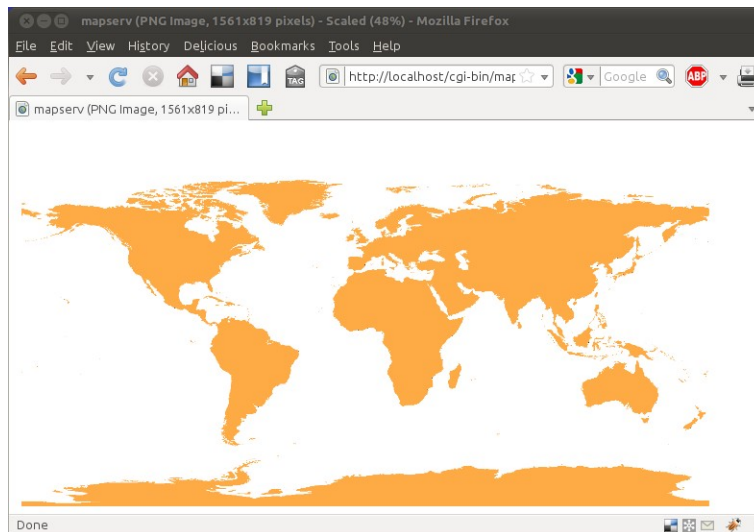 mapserv (PNG Image, 1561x819 pixels) - Scaled (48%) - Mozilla Firefox
File Edit View History Delicious Bookmarks Tools Help
http://localhost/cgi-bin/map Google ABP
TAG
mapserv (PNG Image, 1561x819 pi...
Done